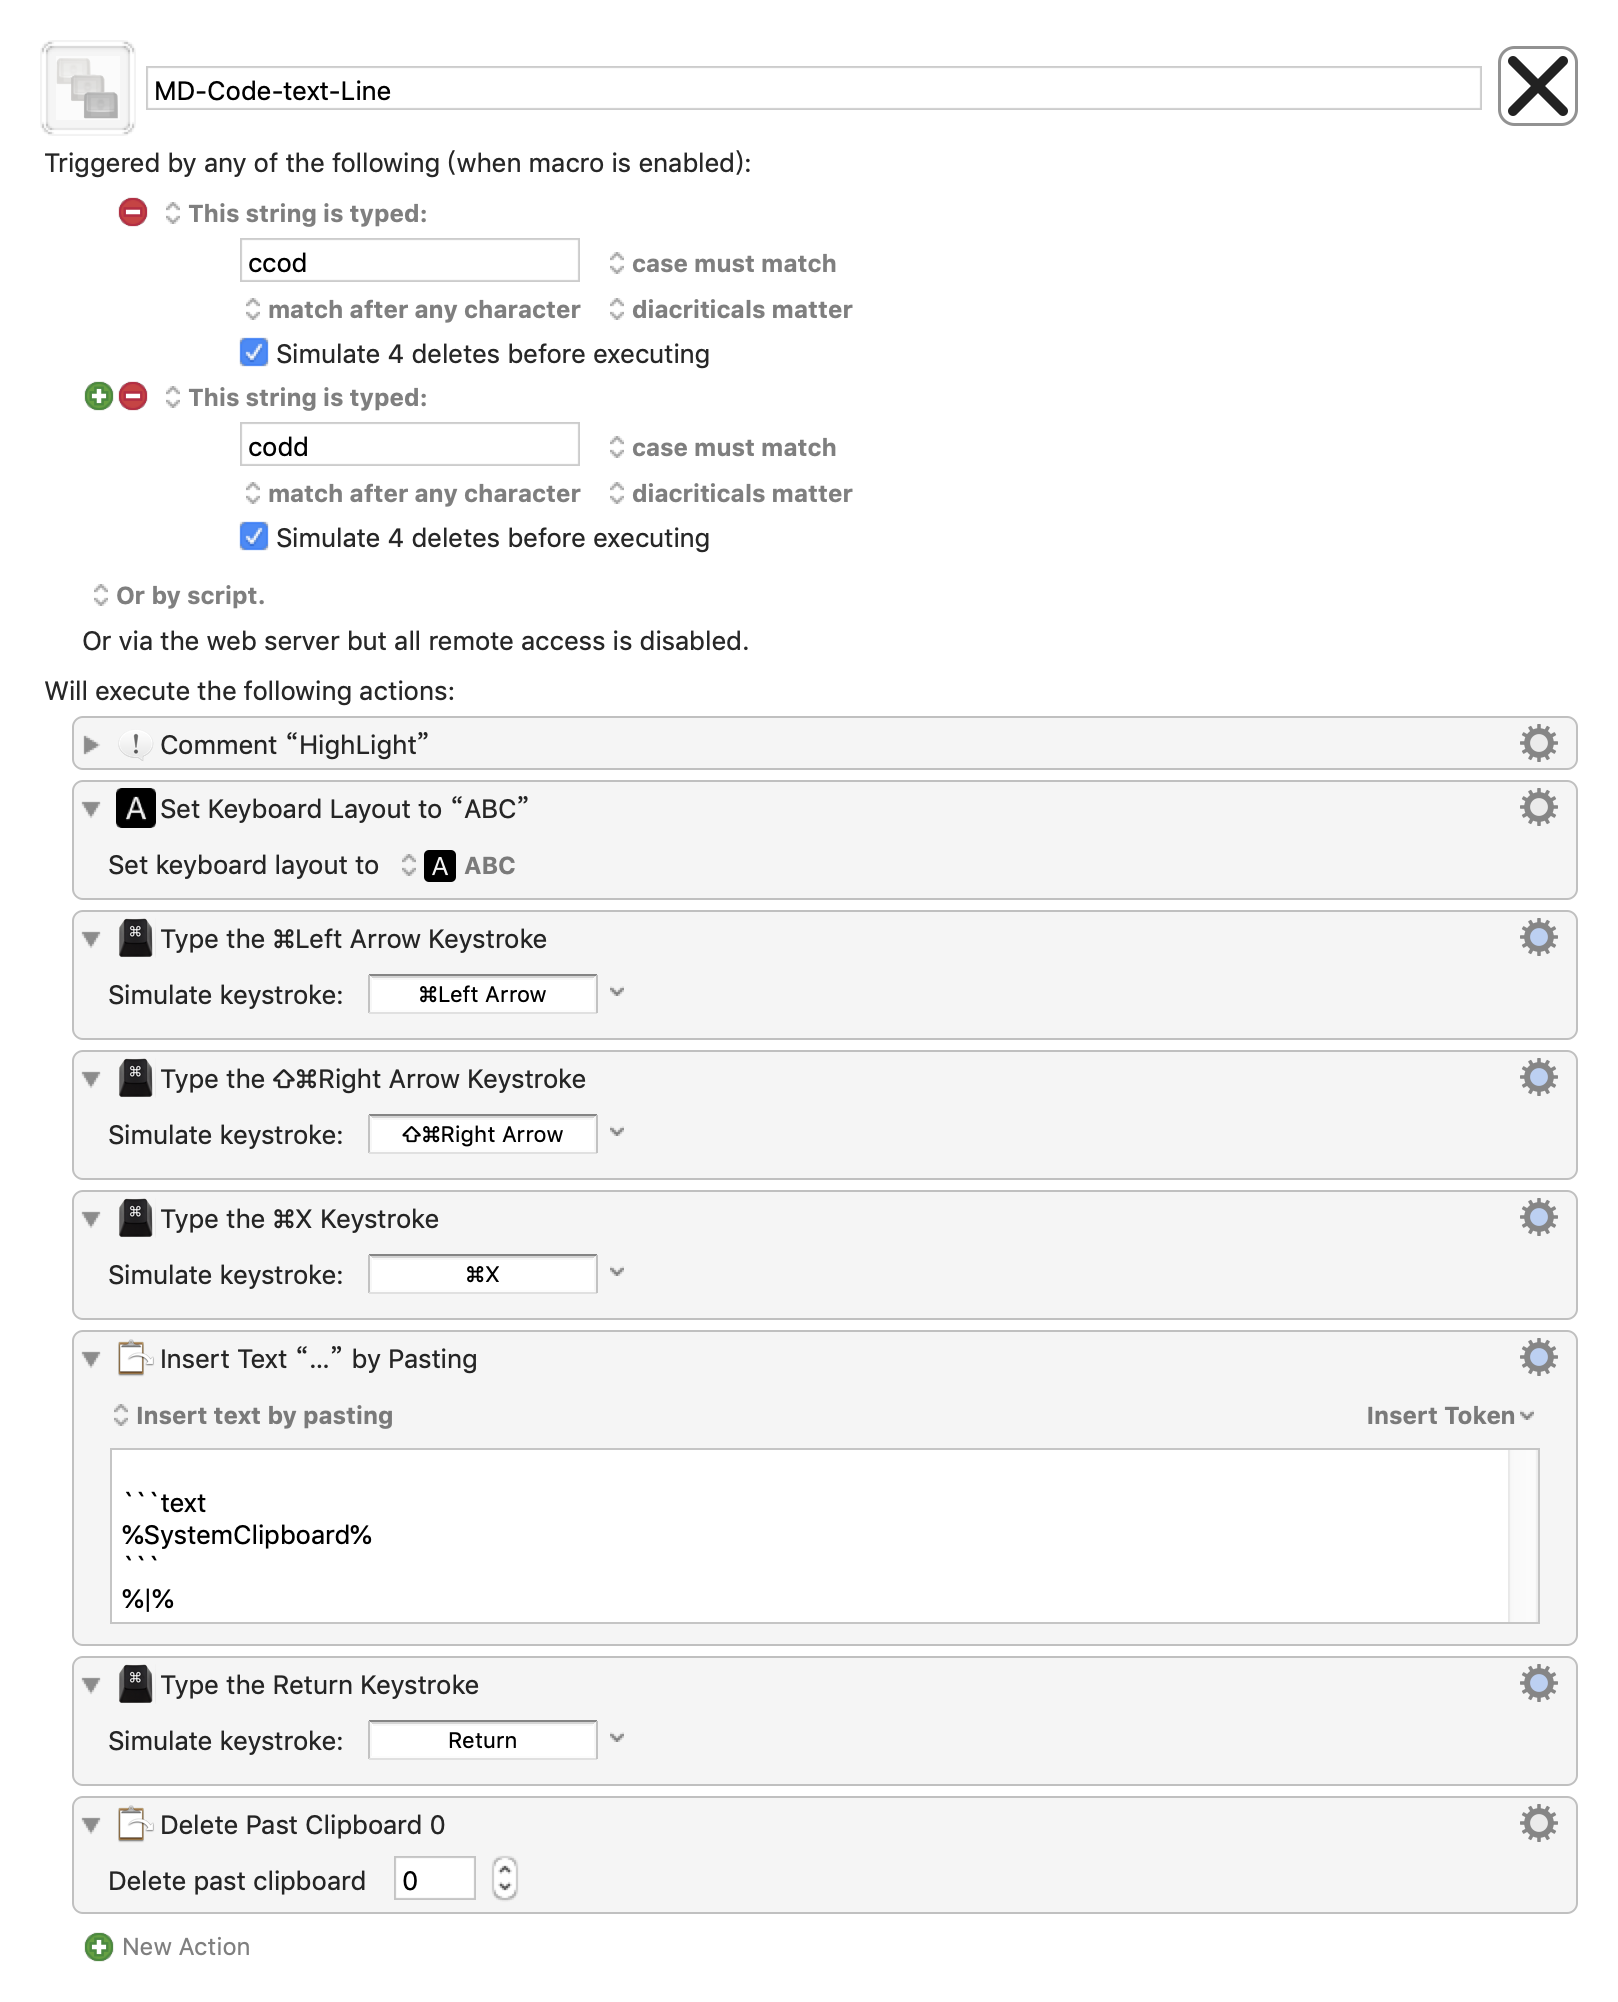 MD-Code-text-Line
Triggered by any of the following (when macro is enabled):
This string is typed:
ccod
case must match
match after any character
diacriticals matter
Simulate 4 deletes before executing
This string is typed:
codd
case must match
match after any character
diacriticals matter
Simulate 4 deletes before executing
Or by script.
Or via the web server but all remote access is disabled.
Will execute the following actions:
Comment “HighLight”
A Set Keyboard Layout to “ABC”
Set keyboard layout to A ABC
⌘ Type the ⌘Left Arrow Keystroke
Simulate keystroke: ⌘Left Arrow
⌘ Type the ⇧⌘Right Arrow Keystroke
Simulate keystroke: ⇧⌘Right Arrow
⌘ Type the ⌘X Keystroke
Simulate keystroke: ⌘X
Insert Text “...” by Pasting
Insert text by pasting
Insert Token
```text
%SystemClipboard%
```
%|%
⌘ Type the Return Keystroke
Simulate keystroke: Return
Delete Past Clipboard 0
Delete past clipboard 0
New Action